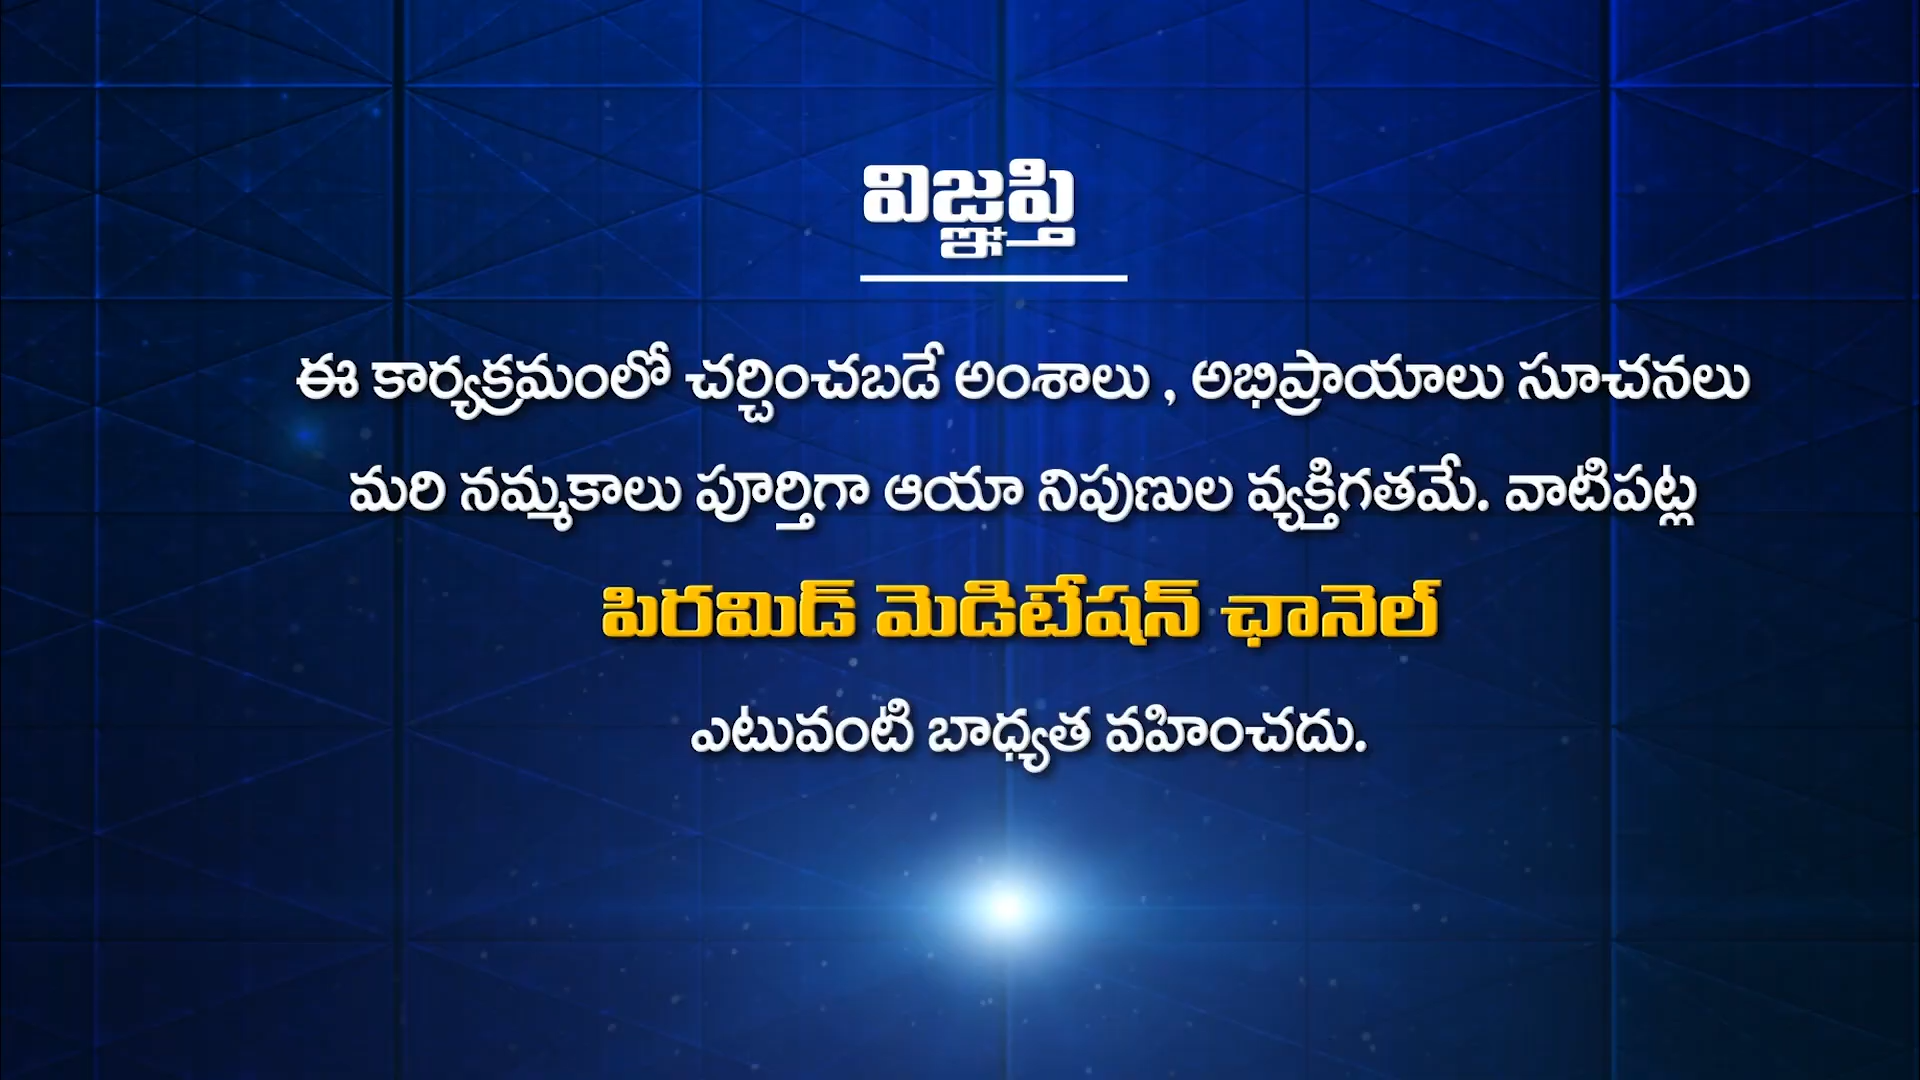 విజ్ఞప్తి
ఈ కార్యక్రమంలో చర్చించబడే అంశాలు , అభిప్రాయాలు సూచనలు
మరి నమ్మకాలు పూర్తిగా ఆయా నిపుణుల వ్యక్తిగతమే. వాటిపట్ల
పిరమిడ్ మెడిటేషన్ ఛానెల్
ఎటువంటి బాధ్యత వహించదు.